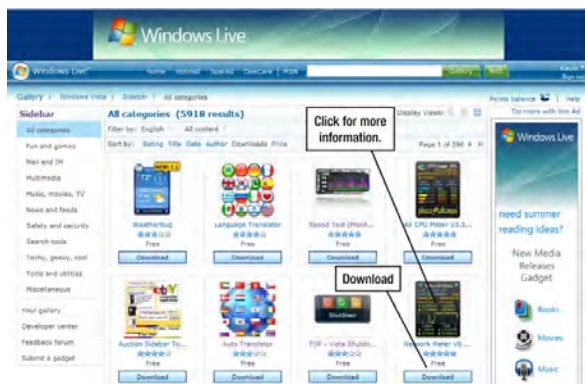 Windows Live
Windows Live™ Home Hotmail Spaces OneCare | MSN Gallery Web
Gallery Windows Vista Sidebar All categories Points balance Help
Sidebar All categories (5918 results) Display View:
All categories Filter by: English All content
Fun and games Sort by: Rating Title Date Author Downloads Price Page 1 of
Click for more
information.
Mail and IM
Multimedia
Music, movies, TV
News and feeds
Safety and security
Search tools
Techy, geeky, cool
Tools and utilities
Miscellaneous
Your gallery
Developer center
Feedback forum
Submit a gadget
WeatherBug Language Translator
Free Free Free Free
Download Download Download Download
Download
Shutdown
Auction Sidebar To... Auto Translator TOP - Vista Shutdo... Network Meter
Free Free Free Free
Download Download Download Download
Windows Live
need summer
reading ideas?
New Media
Releases
Gadget
Books
Movies
Music